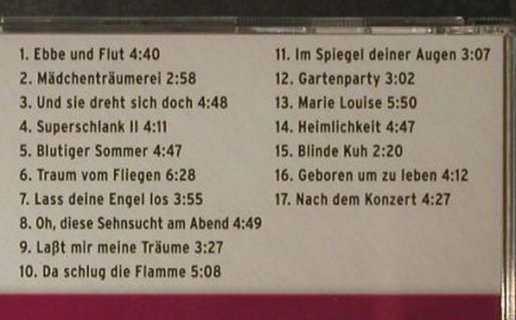 1. Ebbe und Flut 4:40
2. Mädchenträumerei 2:58
3. Und sie dreht sich doch 4:48
4. Superschlank II 4:11
5. Blutiger Sommer 4:47
6. Traum vom Fliegen 6:28
7. Lass deine Engel los 3:55
8. Oh, diese Sehnsucht am Abend 4:49
9. Laßt mir meine Träume 3:27
10. Da schlug die Flamme 5:08
11. Im Spiegel deiner Augen 3:07
12. Gartenparty 3:02
13. Marie Louise 5:50
14. Heimlichkeit 4:47
15. Blinde Kuh 2:20
16. Geboren um zu leben 4:12
17. Nach dem Konzert 4:27